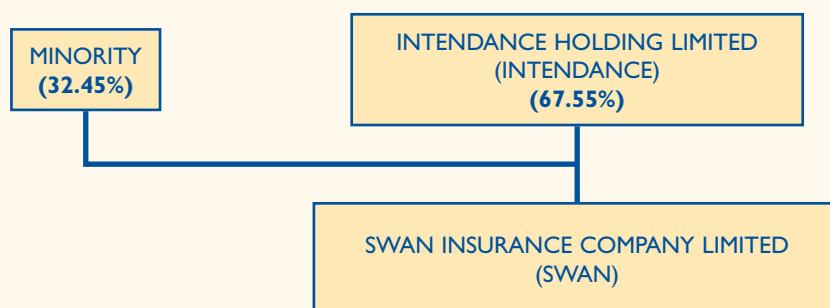 MINORITY
(32.45%)
INTENDANCE HOLDING LIMITED
(INTENDANCE)
(67.55%)
SWAN INSURANCE COMPANY LIMITED
(SWAN)